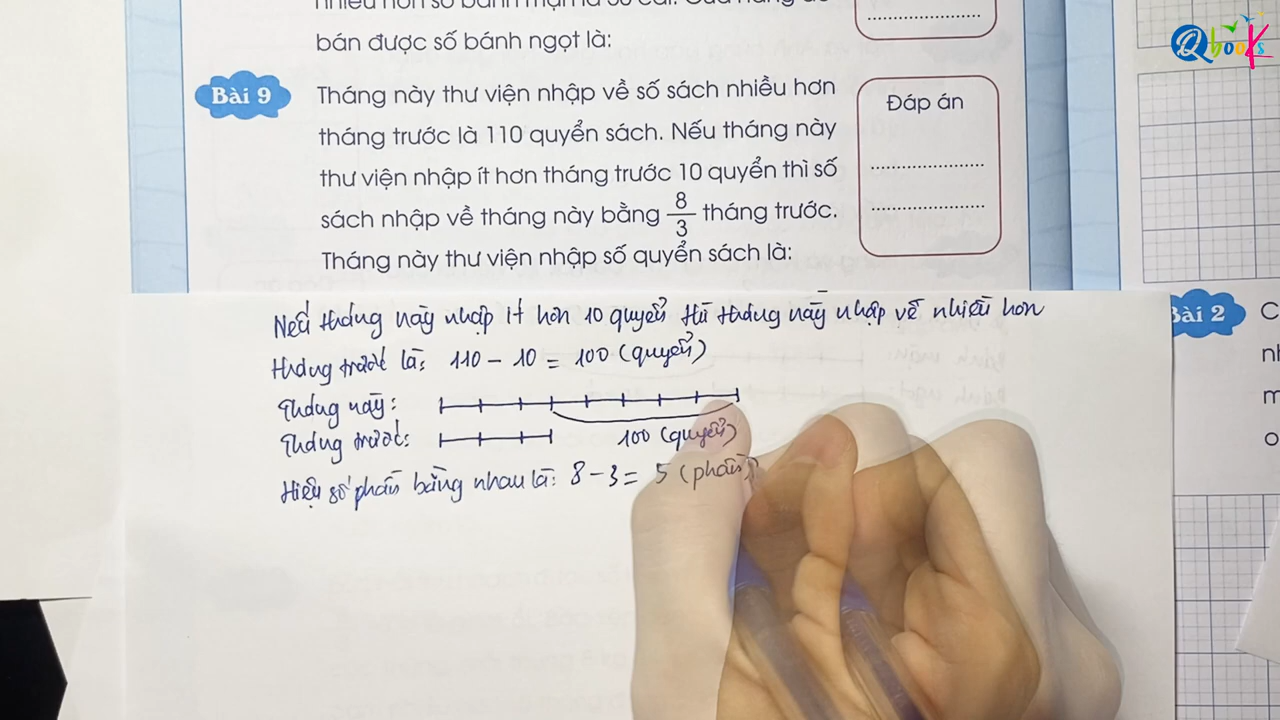 bán được số bánh ngọt là:
Bài 9
Tháng này thư viện nhập về số sách nhiều hơn
tháng trước là 110 quyển sách. Nếu tháng này
thư viện nhập ít hơn tháng trước 10 quyển thì số
sách nhập về tháng này bằng 8/3 tháng trước.
Tháng này thư viện nhập số quyển sách là:
Đáp án
Nếu tháng này nhập ít hơn 10 quyển thì tháng này nhập về nhiều hơn
tháng trước là: 110 - 10 = 100 (quyển)
Tháng này:
Tháng trước:
100 (quyển)
Hiệu số phần bằng nhau là: 8 - 3 = 5 (phần)
Qbooks
Bài 2